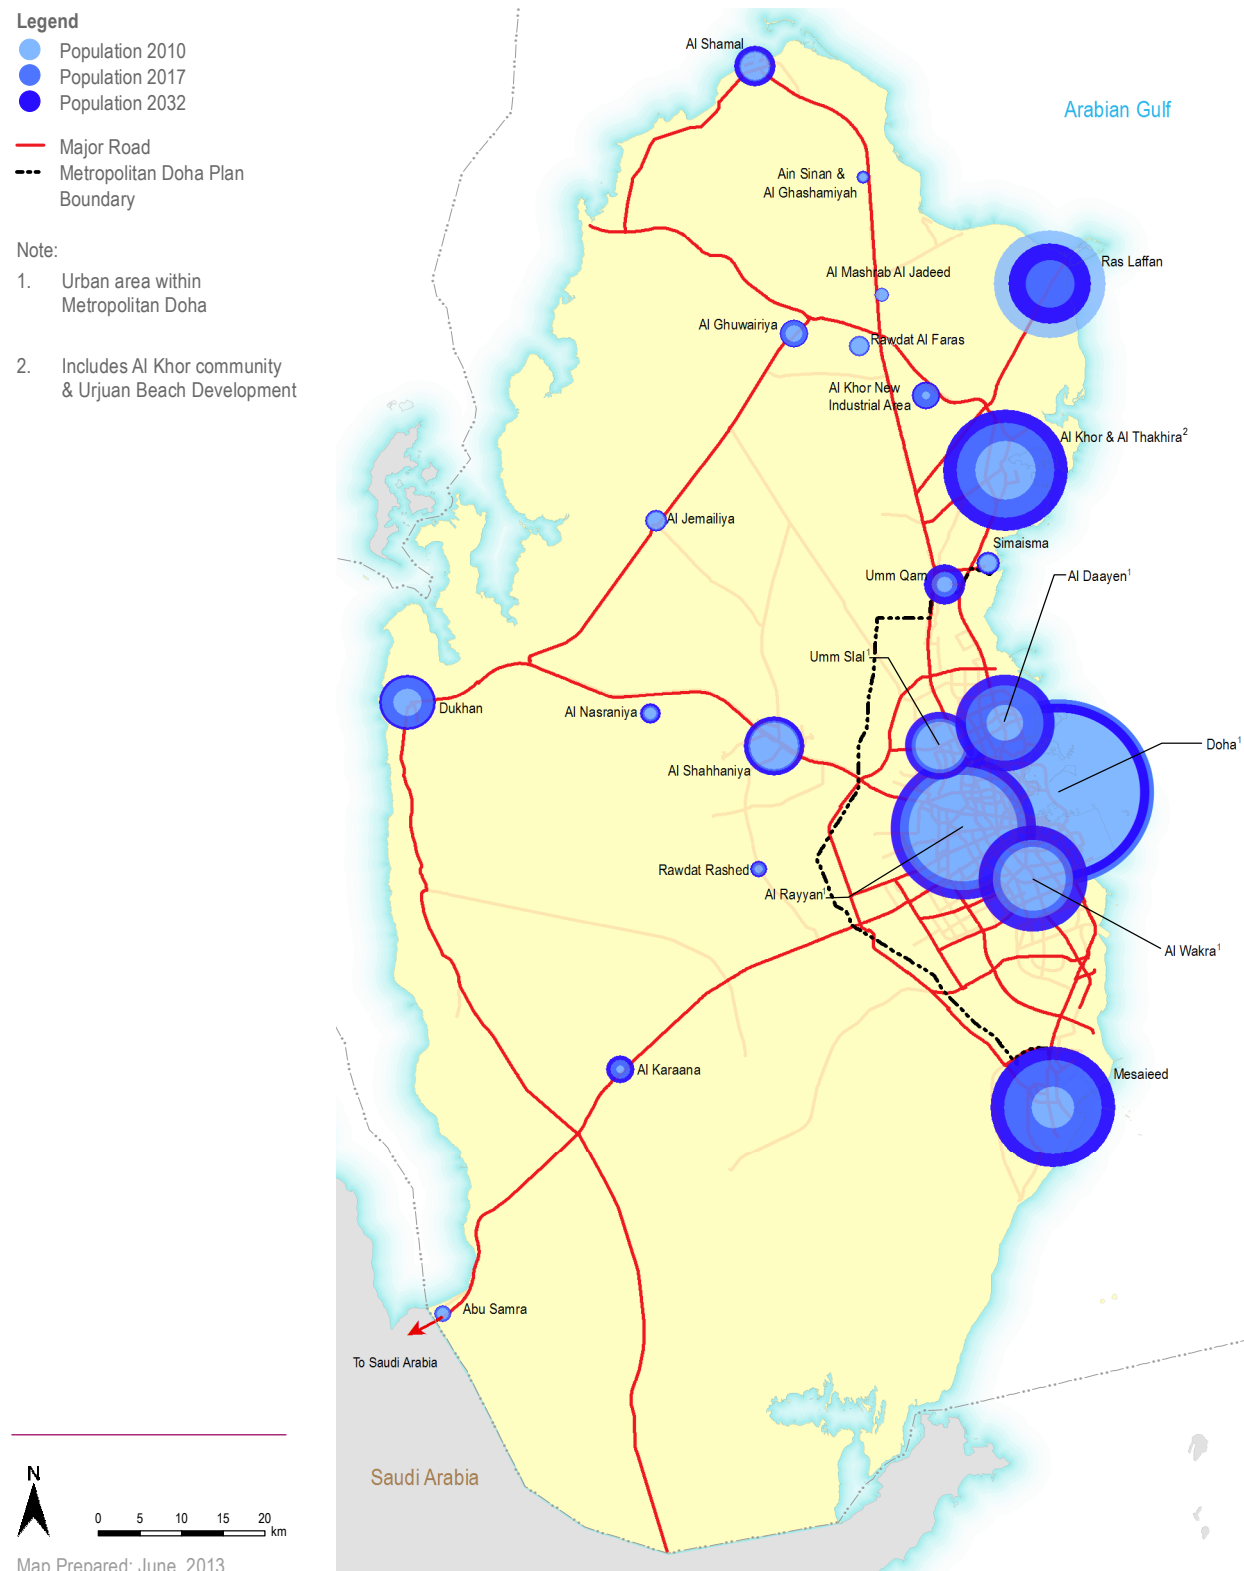 Legend
Population 2010
Population 2017
Population 2032
Major Road
Metropolitan Doha Plan
Boundary
Note:
1. Urban area within
Metropolitan Doha
2. Includes Al Khor community
& Urjuan Beach Development
Al Shamal
Arabian Gulf
Ain Sinan &
Al Ghashamiyah
Ras Laffan
Al Mashrab Al Jadeed
Al Ghuwairiya
Rawdat Al Faras
Al Khor New
Industrial Area
Al Khor & Al Thakhira2
Al Jemailiya
Simaisma
Umm Qarn
Al Daayen1
Umm Slal1
Dukhan
Al Nasraniya
Doha1
Al Shahhaniya
Rawdat Rashed
Al Rayyan1
Al Wakra1
Al Karaana
Mesaieed
Abu Samra
To Saudi Arabia
Saudi Arabia
N
0 5 10 15 20
km
Map Prepared: June, 2013